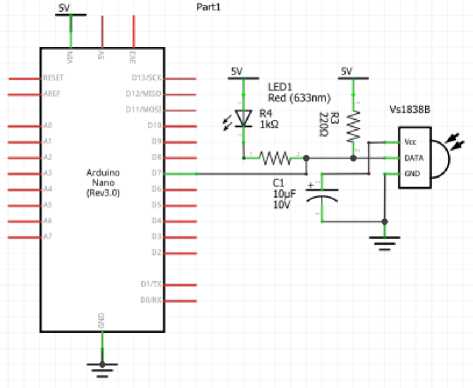 5V
Part1
VIN
5V
3V3
RESET
AREF
A0
A1
A2
A3
A4
A5
A6
A7
Arduino
Nano
(Rev3.0)
D13/SCK
D12/MISO
D11/MOSI
D10
D9
D8
D7
D6
D5
D4
D3
D2
D1/TX
D0/RX
GND
5V
LED1
Red (633nm)
R4
1kΩ
5V
R3
220Ω
C1
10µF
10V
+
Vs1838B
Vcc
DATA
GND